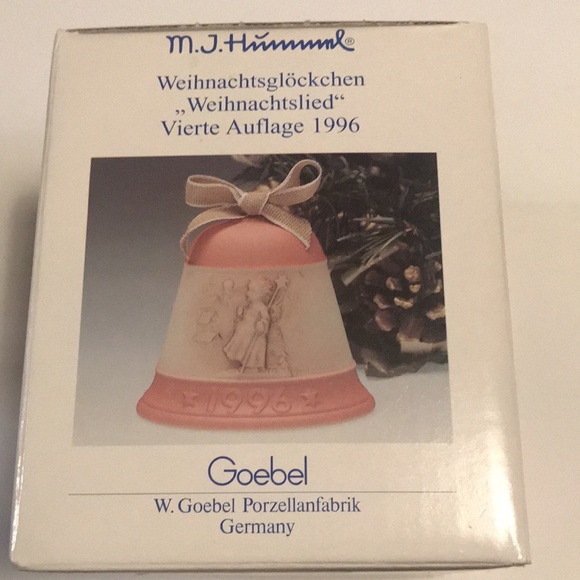 M.J.Hummel®
Weihnachtsglöckchen
„Weihnachtslied“
Vierte Auflage 1996
1996
Goebel
W. Goebel Porzellanfabrik
Germany